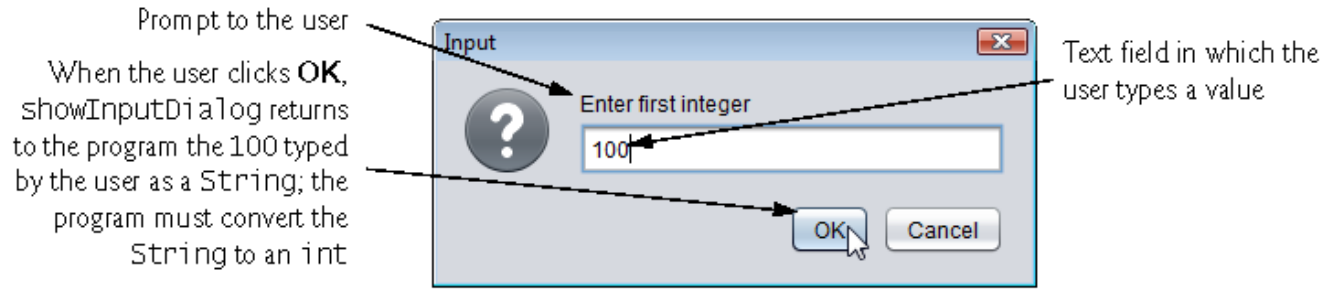 Prompt to the user
When the user clicks OK,
showInputDialog returns
to the program the 100 typed
by the user as a String; the
program must convert the
String to an int
Input
Enter first integer
100
OK
Cancel
Text field in which the
user types a value